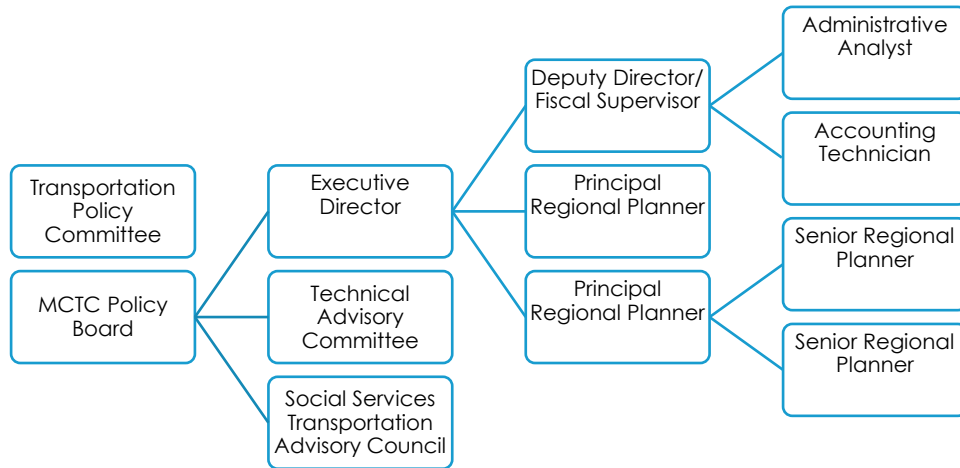 Transportation
Policy
Committee
MCTC Policy
Board
Executive
Director
Technical
Advisory
Committee
Social Services
Transportation
Advisory Council
Deputy Director/
Fiscal Supervisor
Principal
Regional Planner
Principal
Regional Planner
Administrative
Analyst
Accounting
Technician
Senior Regional
Planner
Senior Regional
Planner